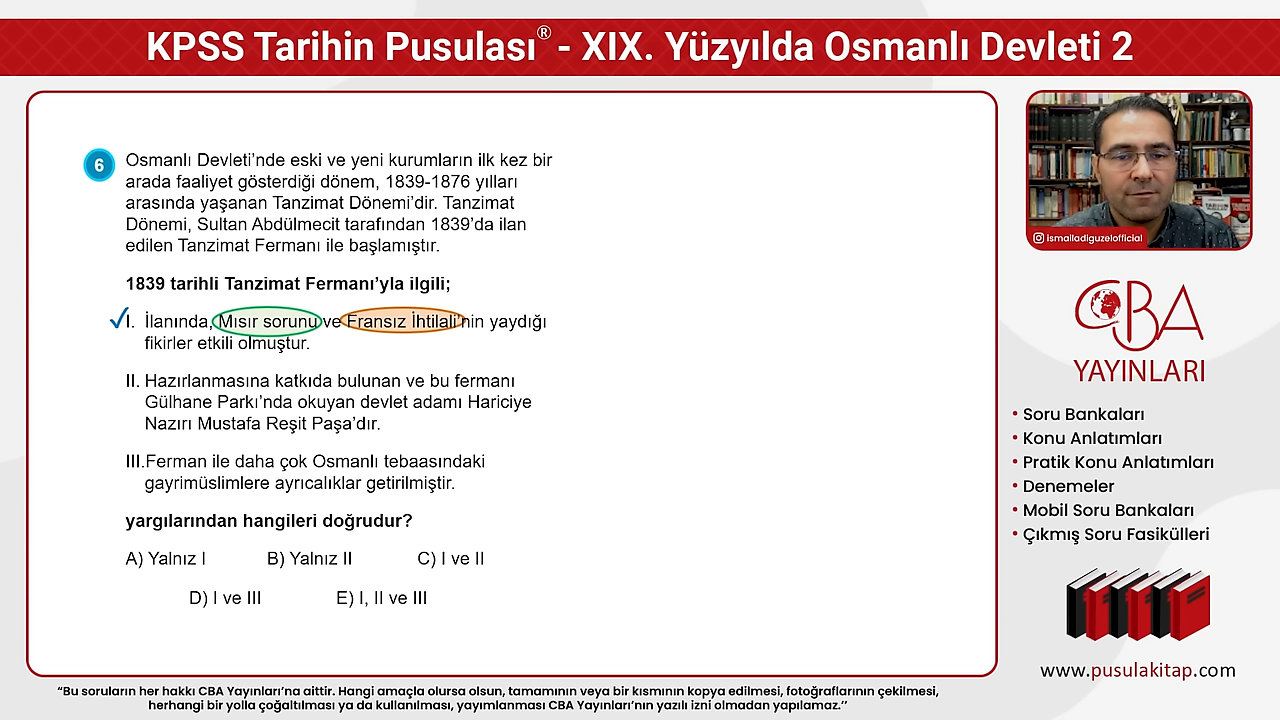 KPSS Tarihin Pusulası® - XIX. Yüzyılda Osmanlı Devleti 2
6
Osmanlı Devleti'nde eski ve yeni kurumların ilk kez bir
arada faaliyet gösterdiği dönem, 1839-1876 yılları
arasında yaşanan Tanzimat Dönemi'dir. Tanzimat
Dönemi, Sultan Abdülmecit tarafından 1839'da ilan
edilen Tanzimat Fermanı ile başlamıştır.
1839 tarihli Tanzimat Fermanı'yla ilgili;
I. İlanında, Mısır sorunu ve Fransız İhtilali'nin yaydığı
fikirler etkili olmuştur.
II. Hazırlanmasına katkıda bulunan ve bu fermanı
Gülhane Parkı'nda okuyan devlet adamı Hariciye
Nazırı Mustafa Reşit Paşa'dır.
III.Ferman ile daha çok Osmanlı tebaasındaki
gayrimüslimlere ayrıcalıklar getirilmiştir.
yargılarından hangileri doğrudur?
A) Yalnız I B) Yalnız II C) I ve II
D) I ve III E) I, II ve III
ismailadiguzelofficial
CBA
YAYINLARI
• Soru Bankaları
• Konu Anlatımları
• Pratik Konu Anlatımları
• Denemeler
• Mobil Soru Bankaları
• Çıkmış Soru Fasikülleri
www.pusulakitap.com
“Bu soruların her hakkı CBA Yayınları’na aittir. Hangi amaçla olursa olsun, tamamının veya bir kısmının kopya edilmesi, fotoğraflarının çekilmesi,
herhangi bir yolla çoğaltılması ya da kullanılması, yayımlanması CBA Yayınları’nın yazılı izni olmadan yapılamaz.’’